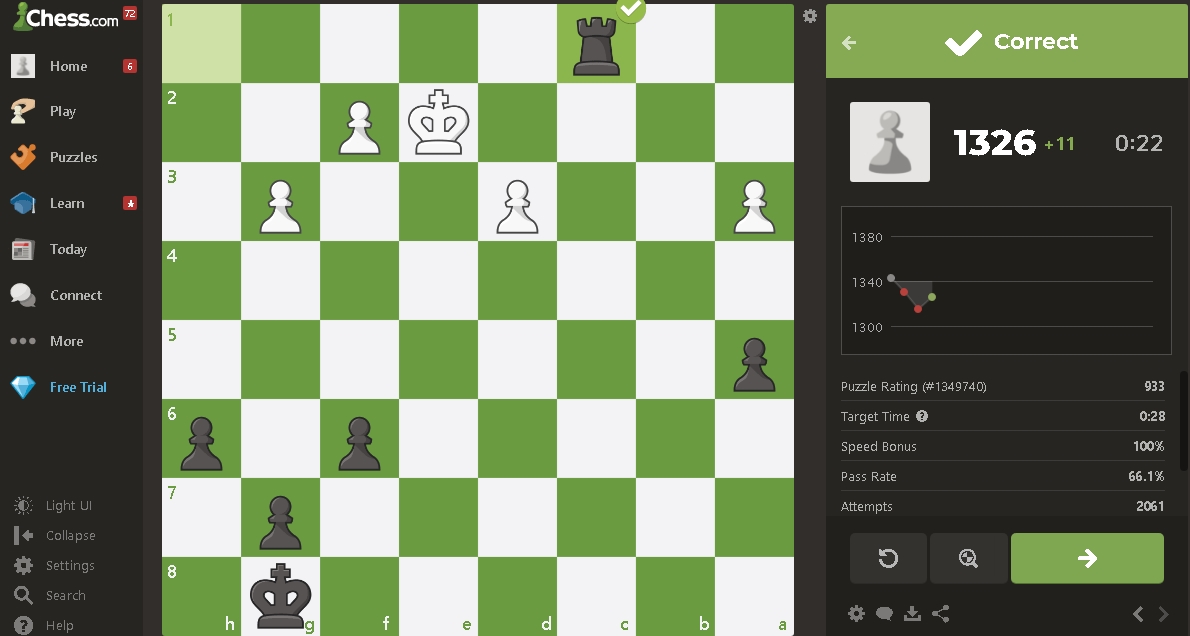 Chess.com 72
Home 6
Play
Puzzles
Learn
Today
Connect
More
Free Trial
Light UI
Collapse
Settings
Search
Help
1
2
3
4
5
6
7
8
h g f e d c b a
Correct
1326 +11 0:22
1380
1340
1300
Puzzle Rating (#1349740) 933
Target Time ? 0:28
Speed Bonus 100%
Pass Rate 66.1%
Attempts 2061